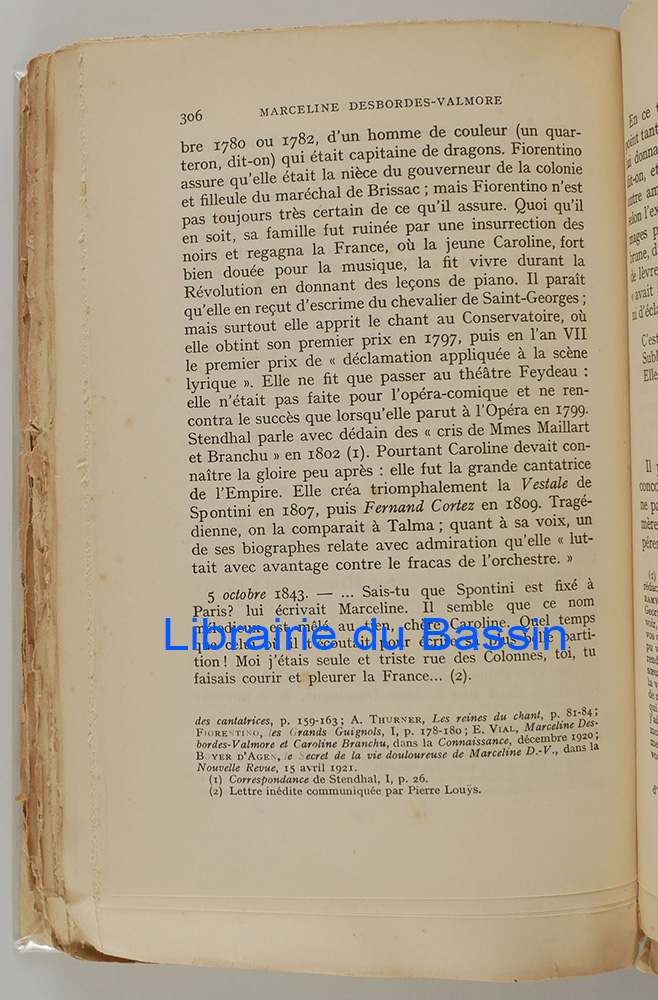 306 MARCELINE DESBORDES-VALMORE
bre 1780 ou 1782, d'un homme de couleur (un quar-
teron, dit-on) qui était capitaine de dragons. Fiorentino
assure qu'elle était la nièce du gouverneur de la colonie
et filleule du maréchal de Brissac ; mais Fiorentino n'est
pas toujours très certain de ce qu'il assure. Quoi qu'il
en soit, sa famille fut ruinée par une insurrection des
noirs et regagna la France, où la jeune Caroline, fort
bien douée pour la musique, la fit vivre durant la
Révolution en donnant des leçons de piano. Il paraît
qu'elle en reçut d'escrime du chevalier de Saint-Georges ;
mais surtout elle apprit le chant au Conservatoire, où
elle obtint son premier prix en 1797, puis en l'an VII
le premier prix de « déclamation appliquée à la scène
lyrique ». Elle ne fit que passer au théâtre Feydeau :
elle n'était pas faite pour l'opéra-comique et ne ren-
contra le succès que lorsqu'elle parut à l'Opéra en 1799.
Stendhal parle avec dédain des « cris de Mmes Maillart
et Branchu » en 1802 (1). Pourtant Caroline devait con-
naître la gloire peu après : elle fut la grande cantatrice
de l'Empire. Elle créa triomphalement la Vestale de
Spontini en 1807, puis Fernand Cortez en 1809. Tragé-
dienne, on la comparait à Talma ; quant à sa voix, un
de ses biographes relate avec admiration qu'elle « lut-
tait avec avantage contre le fracas de l'orchestre. »
5 octobre 1843. — ... Sais-tu que Spontini est fixé à
Paris? lui écrivait Marceline. Il semble que ce nom
mélodieux est mêlé au tien, chère Caroline. Quel temps
que celui où il t'écoutait pour écrire sa plus belle parti-
tion ! Moi j'étais seule et triste rue des Colonnes, toi, tu
faisais courir et pleurer la France... (2).
Librairie du Bassin
des cantatrices, p. 159-163 ; A. THURNER, Les reines du chant, p. 81-84 ;
FIORENTINO, les Grands Guignols, I, p. 178-180 ; E. VIAL, Marceline Des-
bordes-Valmore et Caroline Branchu, dans la Connaissance, décembre 1920 ;
BOYER D'AGEN, le Secret de la vie douloureuse de Marceline D.-V., dans la
Nouvelle Revue, 15 avril 1921.
(1) Correspondance de Stendhal, I, p. 26.
(2) Lettre inédite communiquée par Pierre Louÿs.